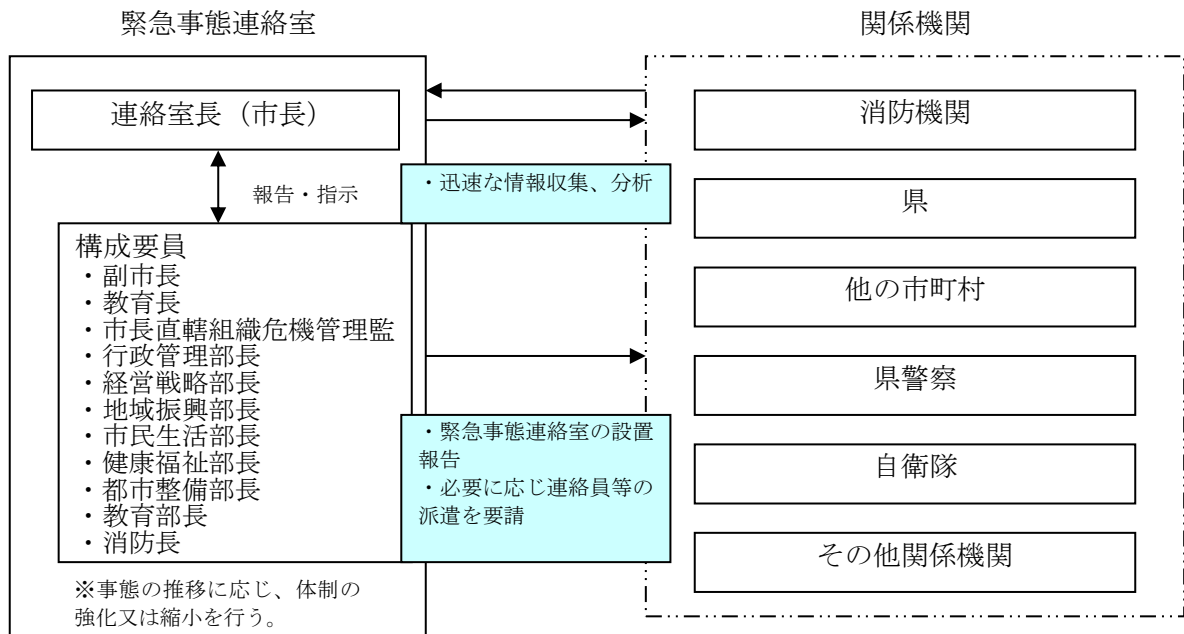 緊急事態連絡室
連絡室長（市長）
報告・指示
構成要員
・副市長
・教育長
・市長直轄組織危機管理監
・行政管理部長
・経営戦略部長
・地域振興部長
・市民生活部長
・健康福祉部長
・都市整備部長
・教育部長
・消防長
※事態の推移に応じ、体制の
強化又は縮小を行う。
・迅速な情報収集、分析
・緊急事態連絡室の設置
報告
・必要に応じ連絡員等の
派遣を要請
関係機関
消防機関
県
他の市町村
県警察
自衛隊
その他関係機関